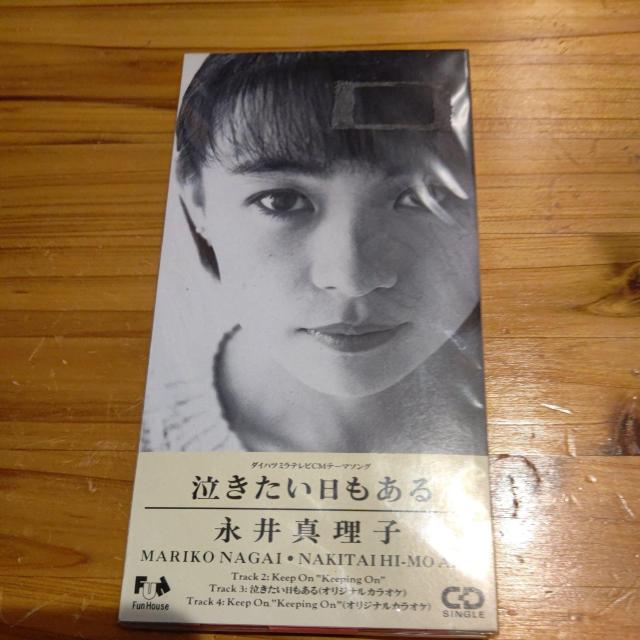 ダイハツミラ・テレビCMテーマソング
泣きたい日もある
永井真理子
MARIKO NAGAI • NAKITAI HI-MO
Track 2: Keep On "Keeping On"
Track 3: 泣きたい日もある(オリジナルカラオケ)
Track 4: Keep On "Keeping On"(オリジナルカラオケ)
FUN
Fun House
CD
SINGLE